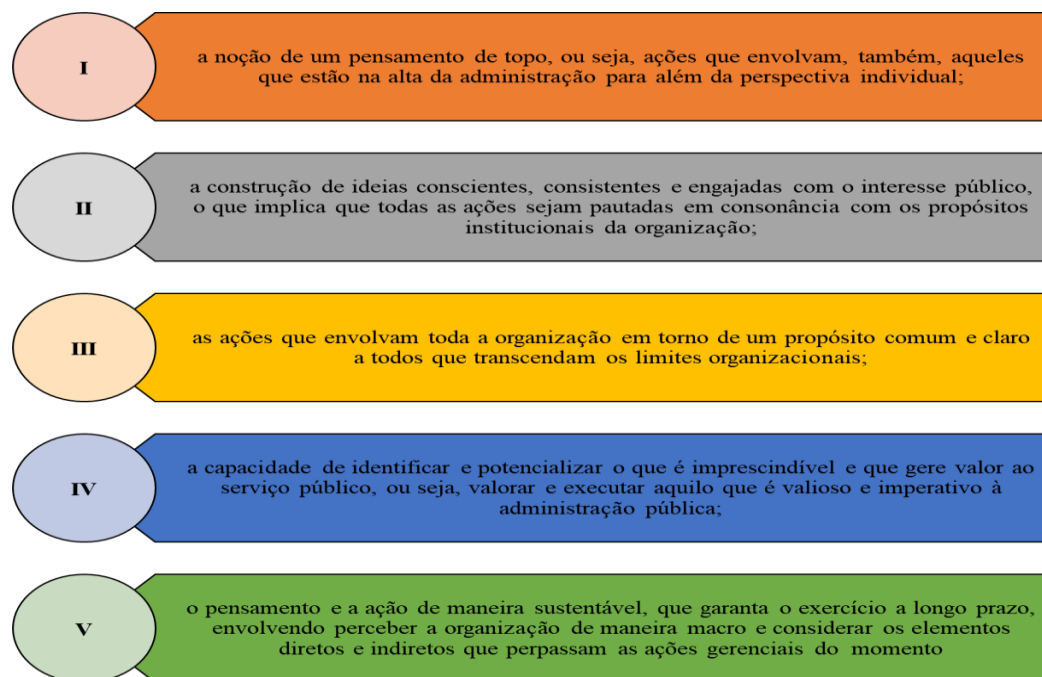 I
a noção de um pensamento de topo, ou seja, ações que envolvam, também, aqueles
que estão na alta da administração para além da perspectiva individual;
II
a construção de ideias conscientes, consistentes e engajadas com o interesse público,
o que implica que todas as ações sejam pautadas em consonância com os propósitos
institucionais da organização;
III
as ações que envolvam toda a organização em torno de um propósito comum e claro
a todos que transcendam os limites organizacionais;
IV
a capacidade de identificar e potencializar o que é imprescindível e que gere valor ao
serviço público, ou seja, valorar e executar aquilo que é valioso e imperativo à
administração pública;
V
o pensamento e a ação de maneira sustentável, que garanta o exercício a longo prazo,
envolvendo perceber a organização de maneira macro e considerar os elementos
diretos e indiretos que perpassam as ações gerenciais do momento